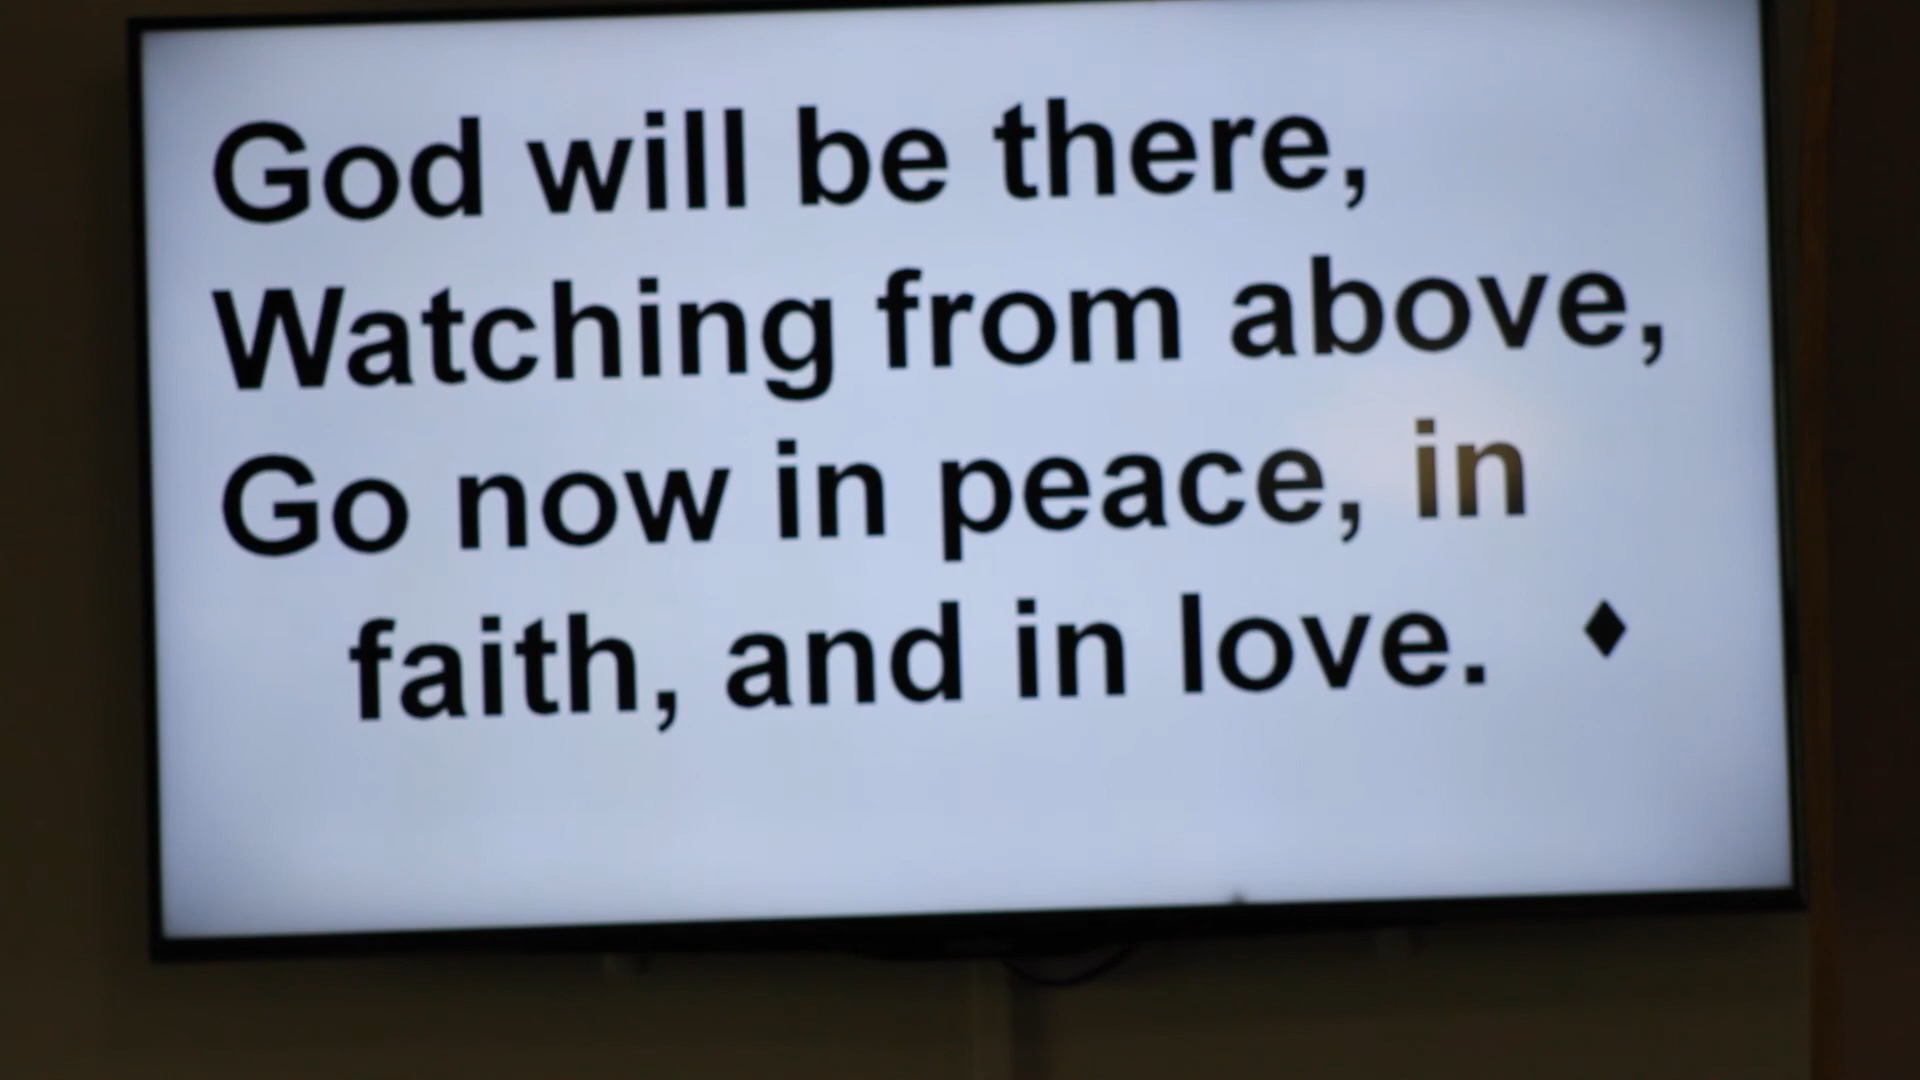 God will be there,
Watching from above,
Go now in peace, in
faith, and in love. ♦